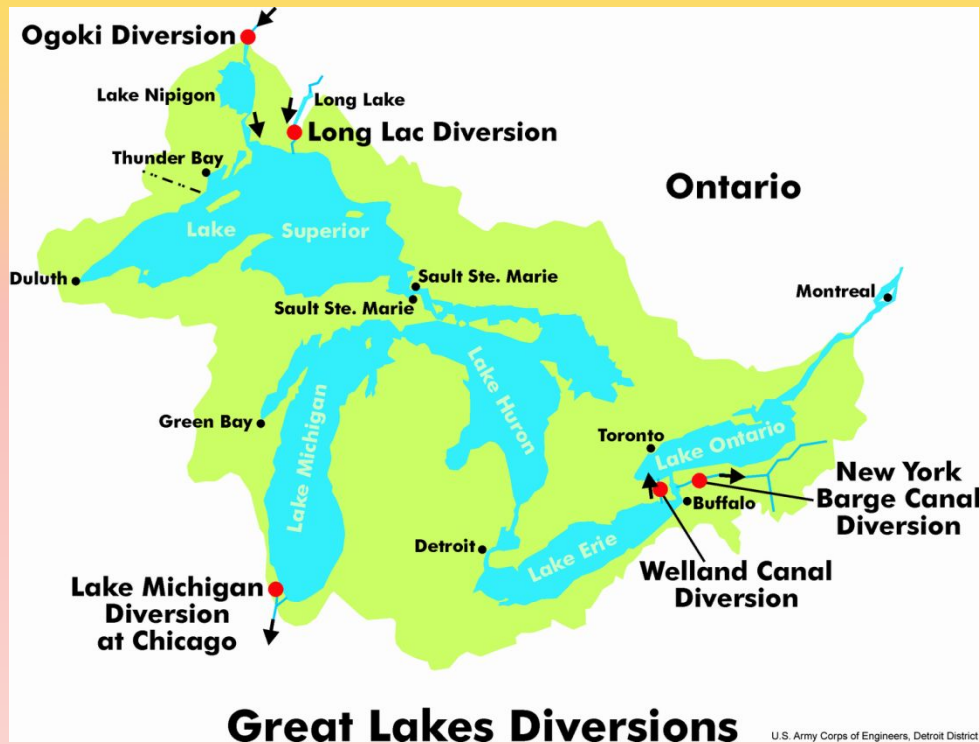 Ogoki Diversion
Lake Nipigon
Long Lake
Long Lac Diversion
Thunder Bay
Ontario
Lake Superior
Duluth
Sault Ste. Marie
Sault Ste. Marie
Montreal
Lake Michigan
Lake Huron
Green Bay
Toronto
Lake Ontario
New York
Barge Canal
Diversion
Buffalo
Detroit
Lake Erie
Welland Canal
Diversion
Lake Michigan
Diversion
at Chicago
Great Lakes Diversions
U.S. Army Corps of Engineers, Detroit District